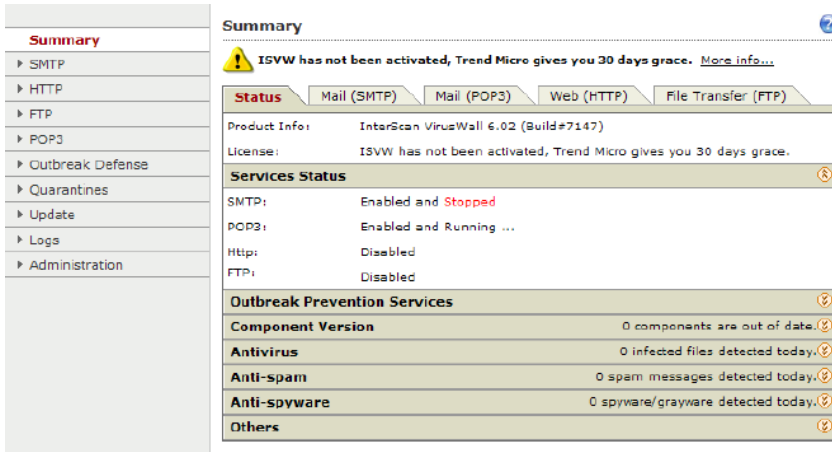 Summary
SMTP
HTTP
FTP
POP3
Outbreak Defense
Quarantines
Update
Logs
Administration
Summary
?
! ISVW has not been activated, Trend Micro gives you 30 days grace. More info...
Status Mail (SMTP) Mail (POP3) Web (HTTP) File Transfer (FTP)
Product Info: InterScan VirusWall 6.02 (Build#7147)
License: ISVW has not been activated, Trend Micro gives you 30 days grace.
Services Status
SMTP: Enabled and Stopped
POP3: Enabled and Running ...
Http: Disabled
FTP: Disabled
Outbreak Prevention Services
Component Version 0 components are out of date.
Antivirus 0 infected files detected today.
Anti-spam 0 spam messages detected today.
Anti-spyware 0 spyware/grayware detected today.
Others